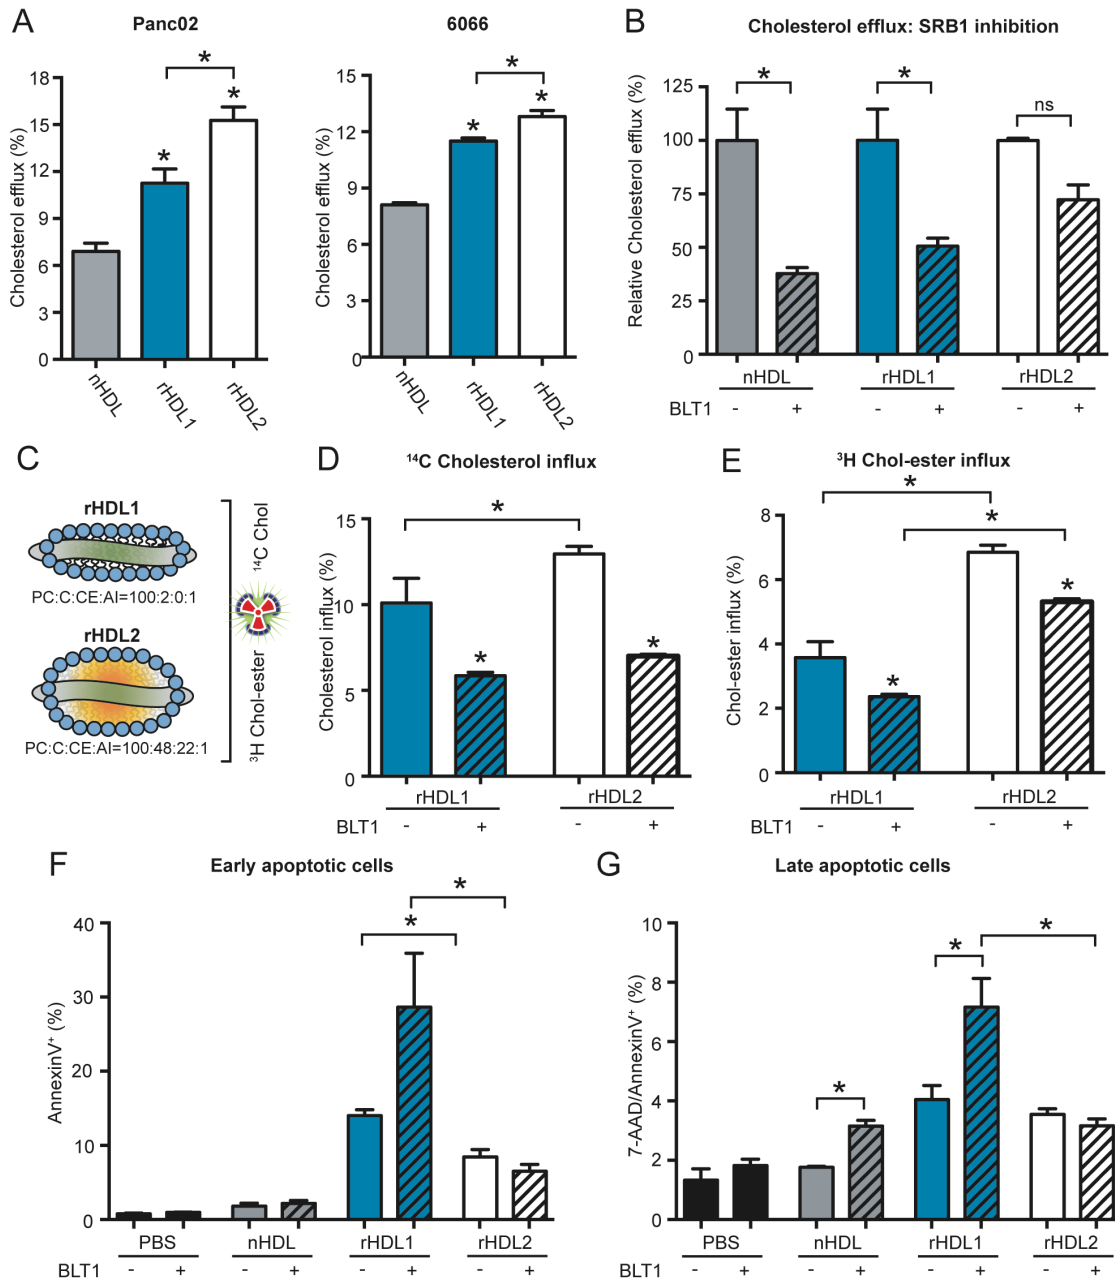 A
Panc02
Cholesterol efflux (%)
18
15
12
9
6
3
0
*
*
*
nHDL
rHDL1
rHDL2
6066
Cholesterol efflux (%)
15
12
9
6
3
0
*
*
*
nHDL
rHDL1
rHDL2
B
Cholesterol efflux: SRB1 inhibition
Relative Cholesterol efflux (%)
125
100
75
50
25
0
*
*
ns
nHDL
rHDL1
rHDL2
BLT1 - + - + - +
C
rHDL1
PC:C:CE:AI=100:2:0:1
rHDL2
PC:C:CE:AI=100:48:22:1
¹⁴C Chol
³H Chol-ester
D
¹⁴C Cholesterol influx
Cholesterol influx (%)
15
10
5
0
*
*
*
rHDL1
rHDL2
BLT1 - + - +
E
³H Chol-ester influx
Chol-ester influx (%)
8
6
4
2
0
*
*
*
*
rHDL1
rHDL2
BLT1 - + - +
F
Early apoptotic cells
AnnexinV⁺ (%)
40
30
20
10
0
*
*
PBS
nHDL
rHDL1
rHDL2
BLT1 - + - + - + - +
G
Late apoptotic cells
7-AAD/AnnexinV⁺ (%)
10
8
6
4
2
0
*
*
*
PBS
nHDL
rHDL1
rHDL2
BLT1 - + - + - + - +